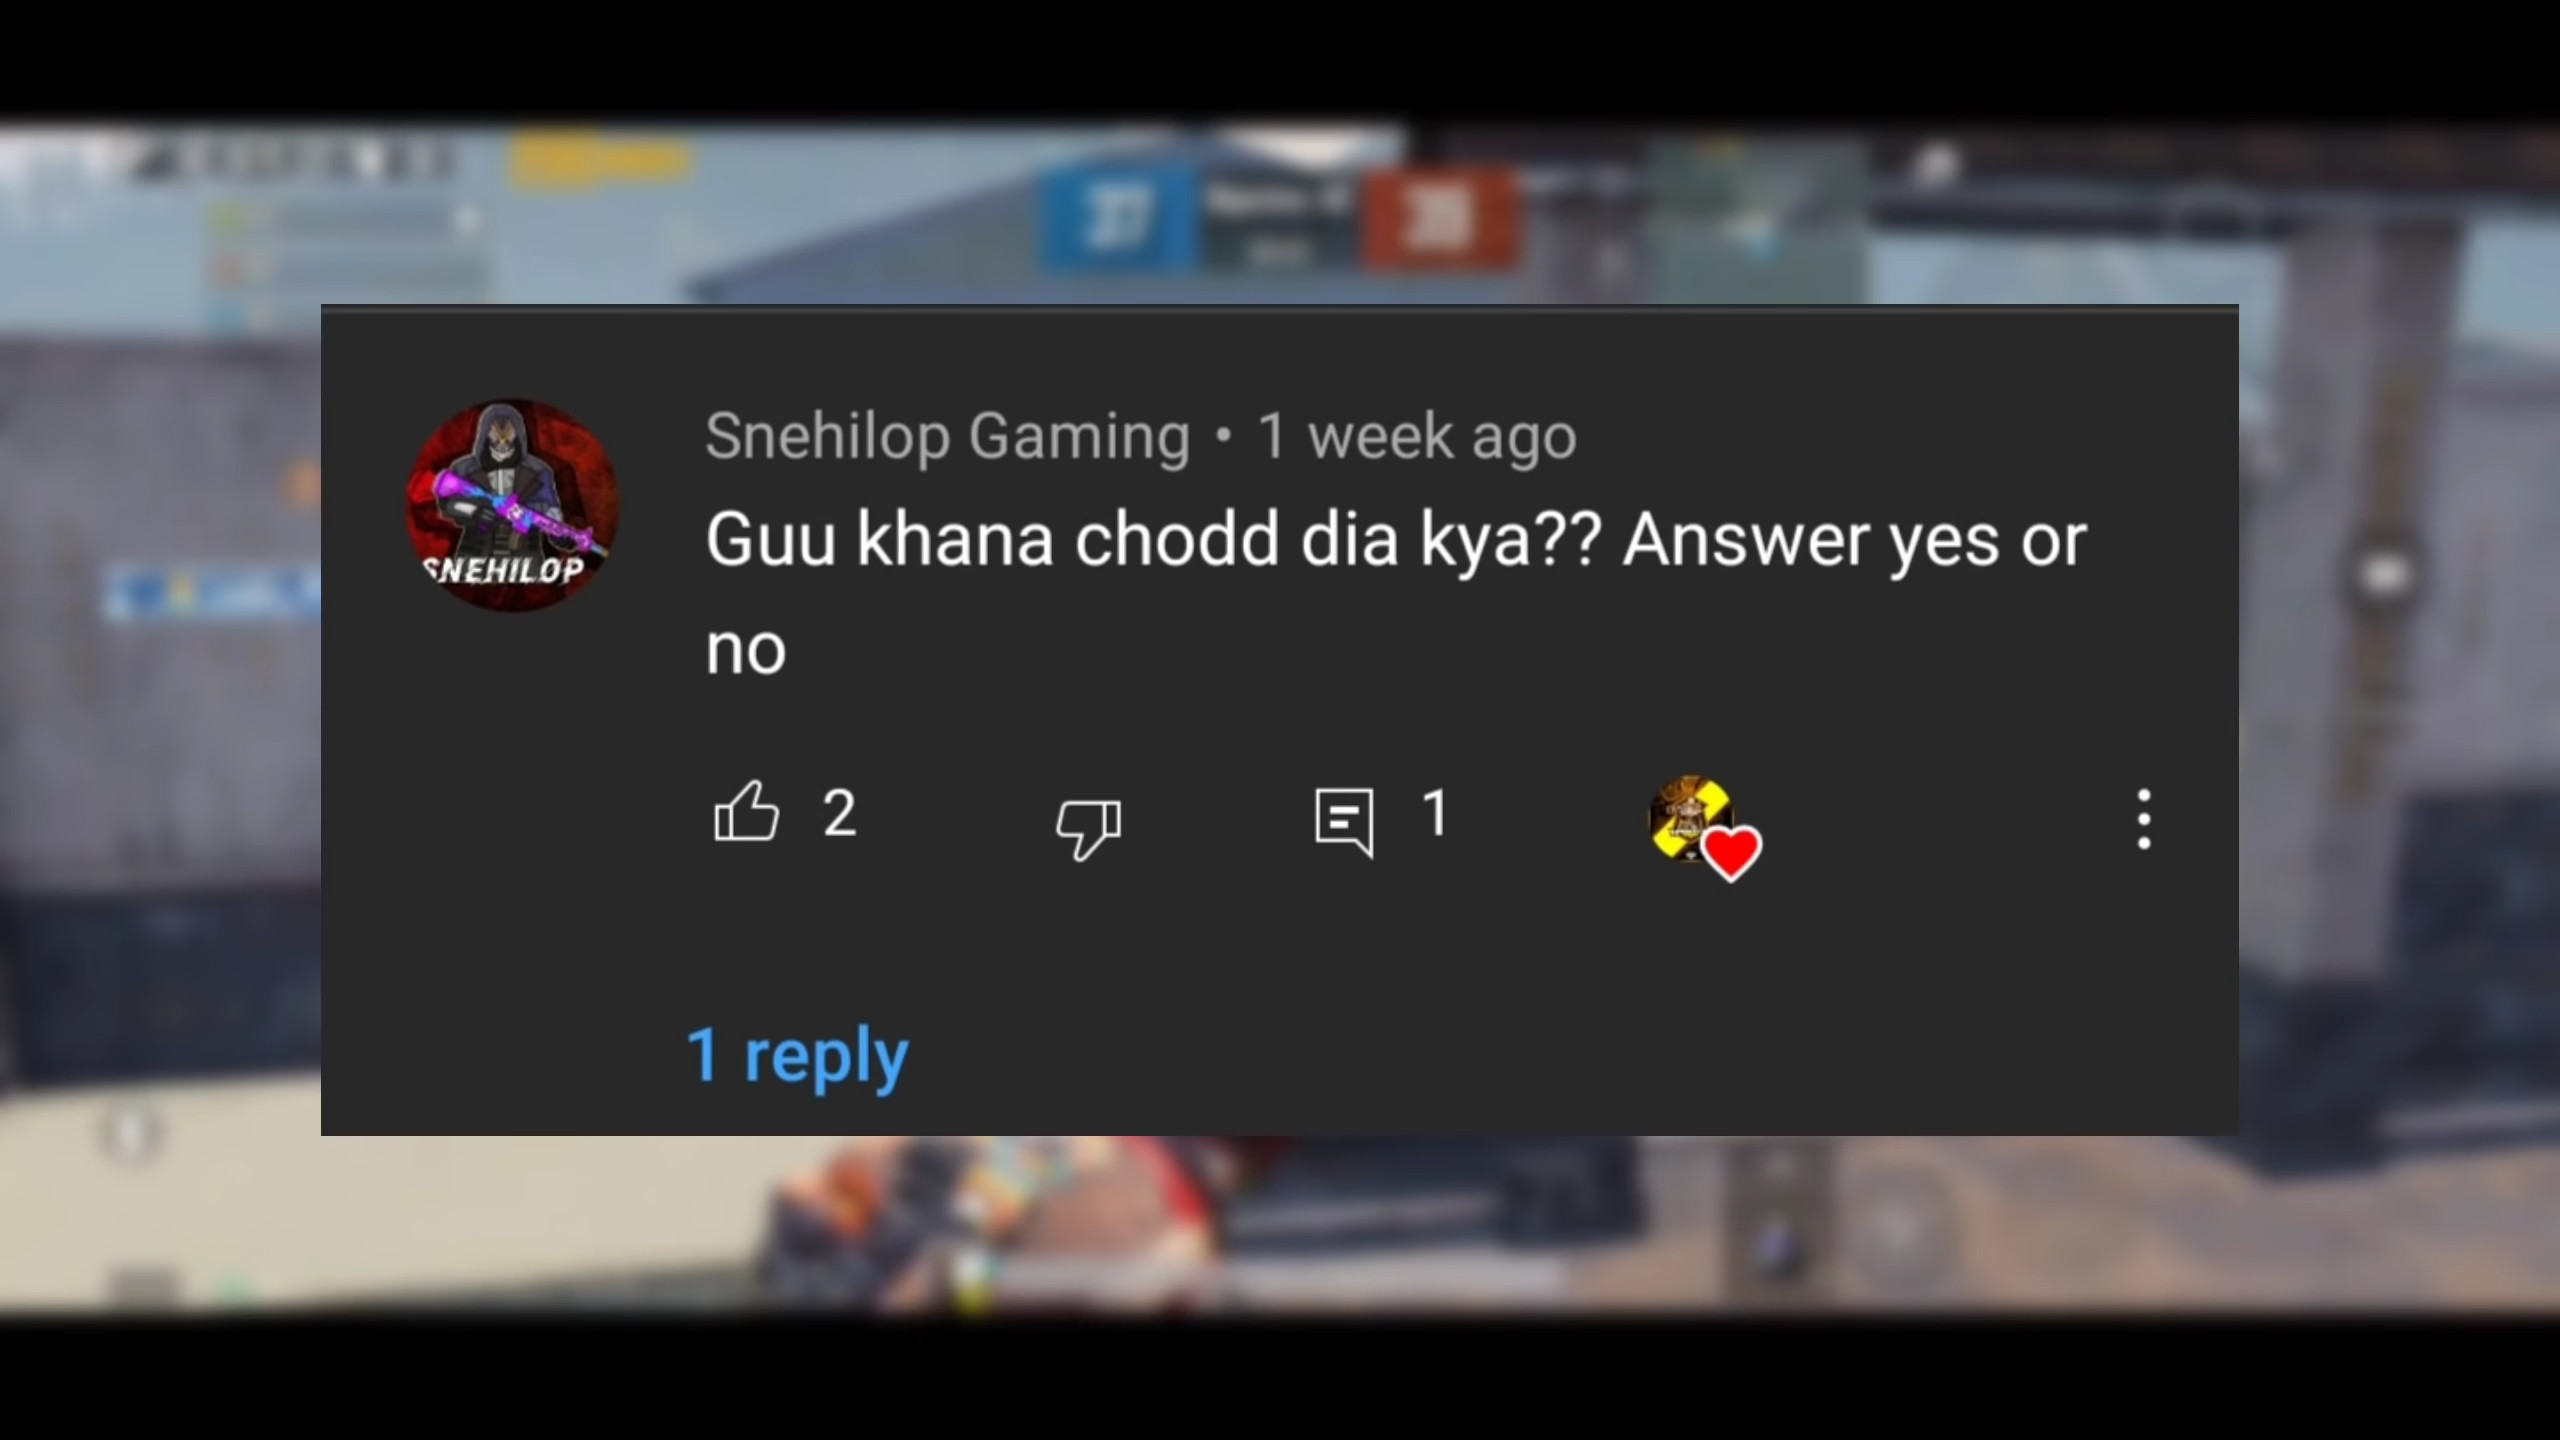 37
Snehilop Gaming • 1 week ago
SNEHILOP
Guu khana chodd dia kya?? Answer yes or
no
2
1
1 reply